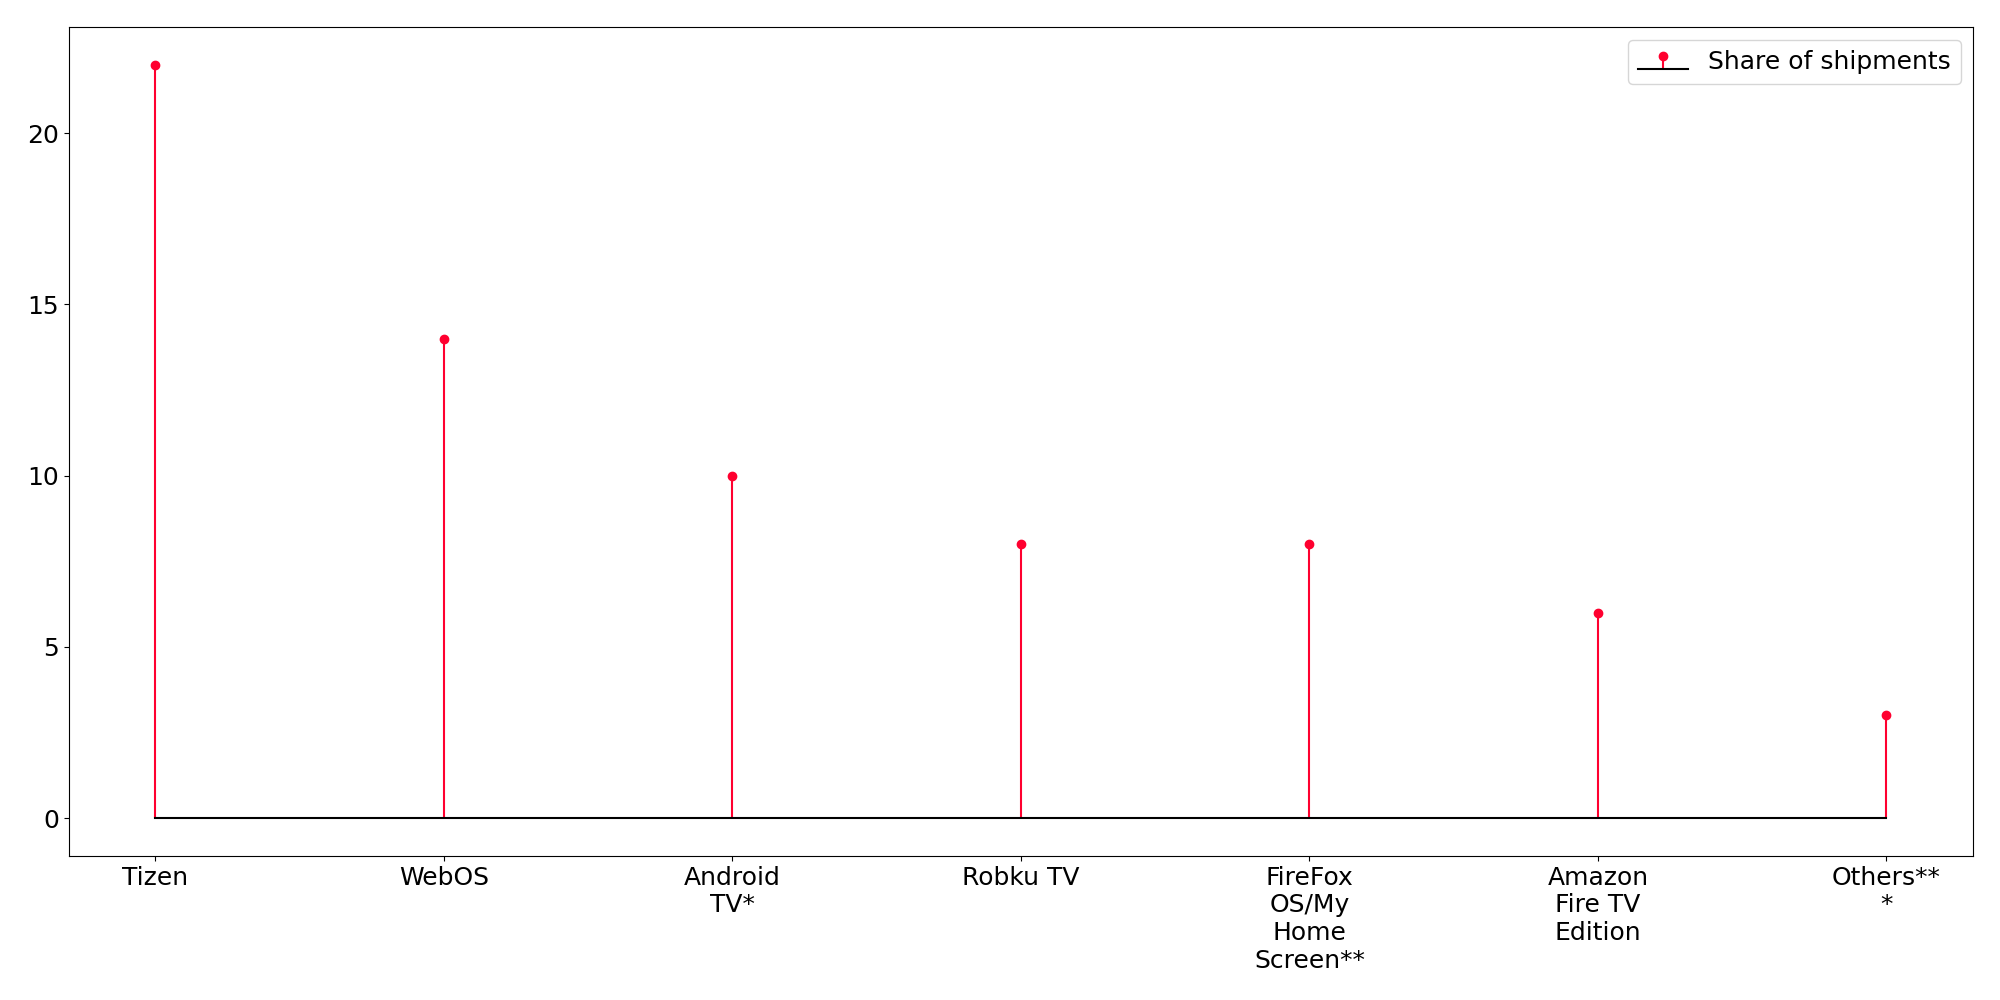 Share of shipments
20
15
10
5
0
Tizen
WebOS
Android
TV*
Robku TV
FireFox
OS/My
Home
Screen**
Amazon
Fire TV
Edition
Others**
*